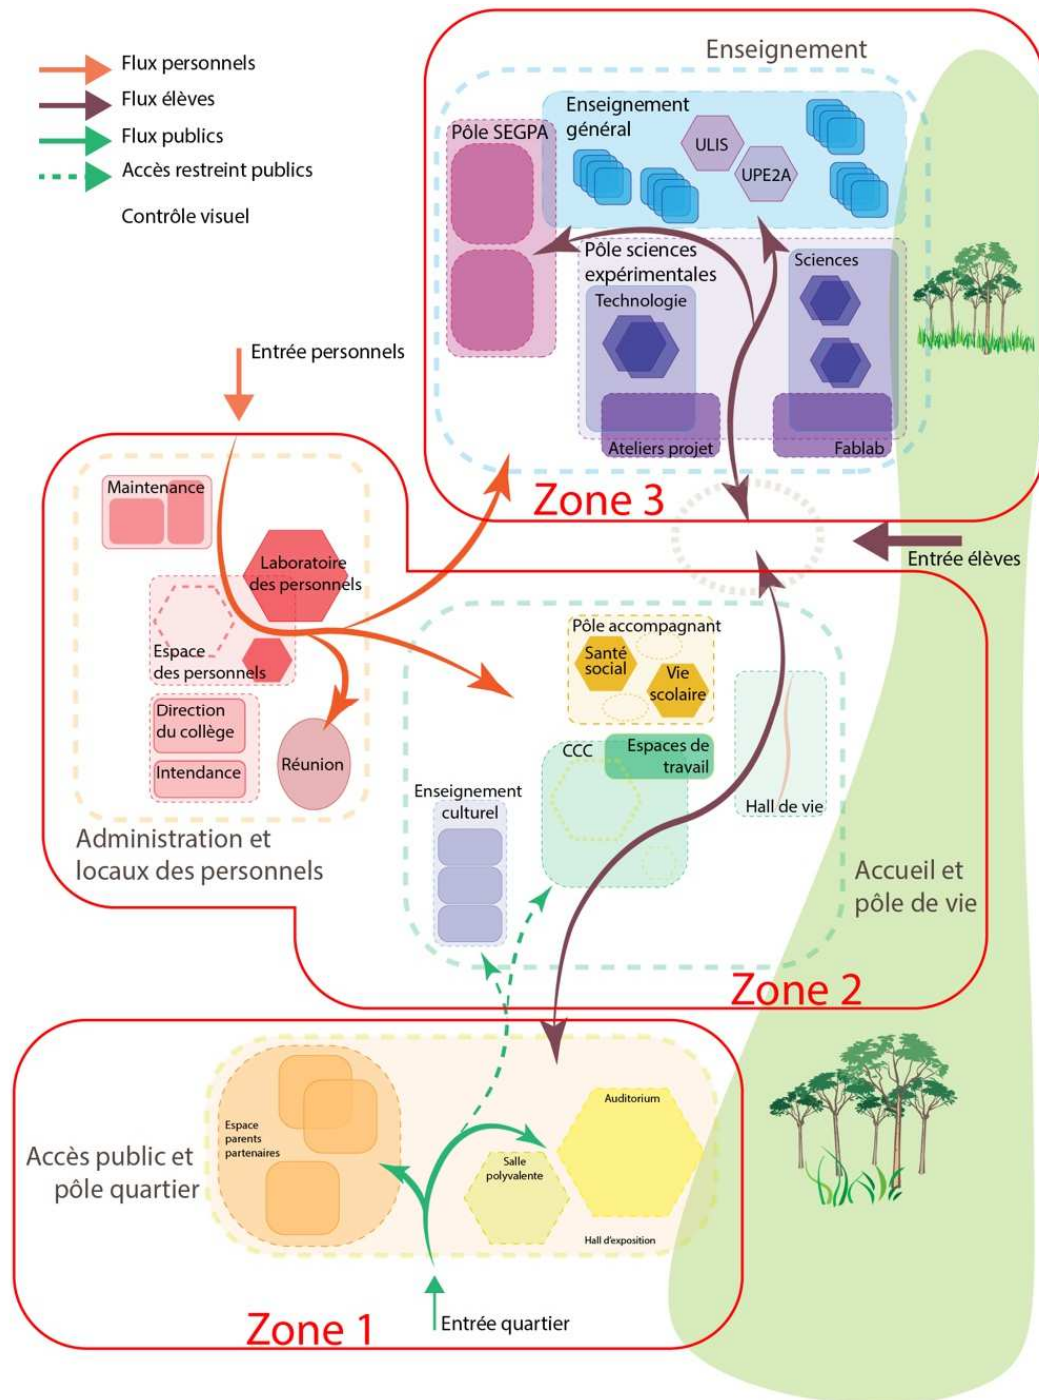 Flux personnels
Flux élèves
Flux publics
Accès restreint publics
Contrôle visuel
Enseignement
Enseignement
général
Pôle SEGPA
ULIS
UPE2A
Pôle sciences
expérimentales
Sciences
Technologie
Ateliers projet
Fablab
Zone 3
Entrée personnels
Entrée élèves
Maintenance
Laboratoire
des personnels
Espace
des personnels
Direction
du collège
Intendance
Réunion
Administration et
locaux des personnels
Pôle accompagnant
Santé
social
Vie
scolaire
CCC
Espaces de
travail
Hall de vie
Enseignement
culturel
Accueil et
pôle de vie
Zone 2
Accès public et
pôle quartier
Espace
parents
partenaires
Salle
polyvalente
Auditorium
Hall d'exposition
Zone 1
Entrée quartier